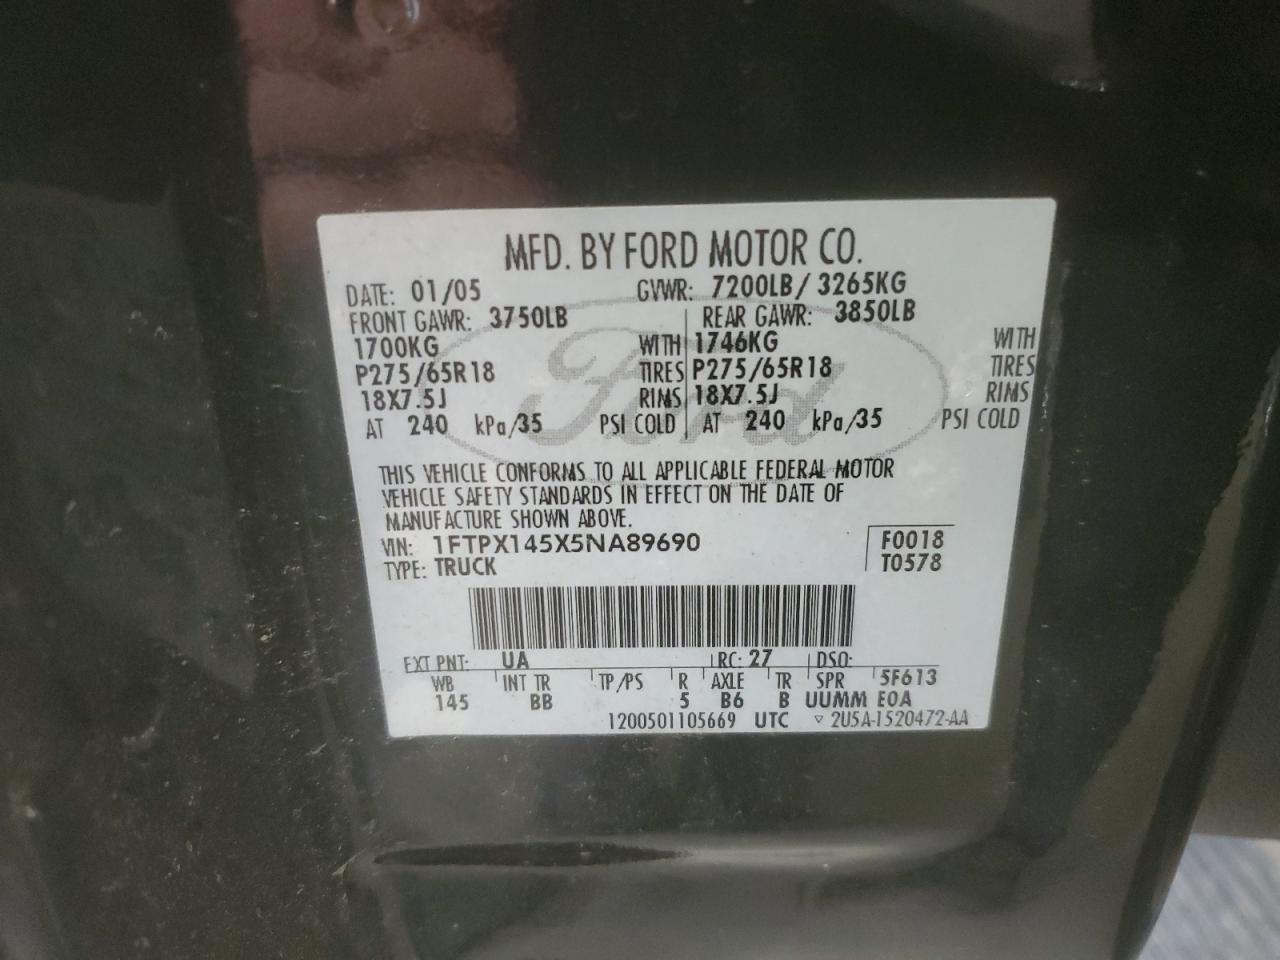 MFD. BY FORD MOTOR CO.
DATE: 01/05 GVWR: 7200LB/ 3265KG
FRONT GAWR: 3750LB REAR GAWR: 3850LB
1700KG WITH 1746KG WITH
P275/65R18 TIRES P275/65R18 TIRES
18X7.5J RIMS 18X7.5J RIMS
AT 240 kPa/35 PSI COLD AT 240 kPa/35 PSI COLD
Ford
THIS VEHICLE CONFORMS TO ALL APPLICABLE FEDERAL MOTOR
VEHICLE SAFETY STANDARDS IN EFFECT ON THE DATE OF
MANUFACTURE SHOWN ABOVE.
VIN: 1FTPX145X5NA89690 F0018
TYPE: TRUCK T0578
EXT PNT: UA RC: 27 DSO:
WB INT TR TP/PS R AXLE TR SPR 5F613
145 BB 5 B6 B UUMM E0A
1200501105669 UTC ▽ 2U5A-1520472-AA